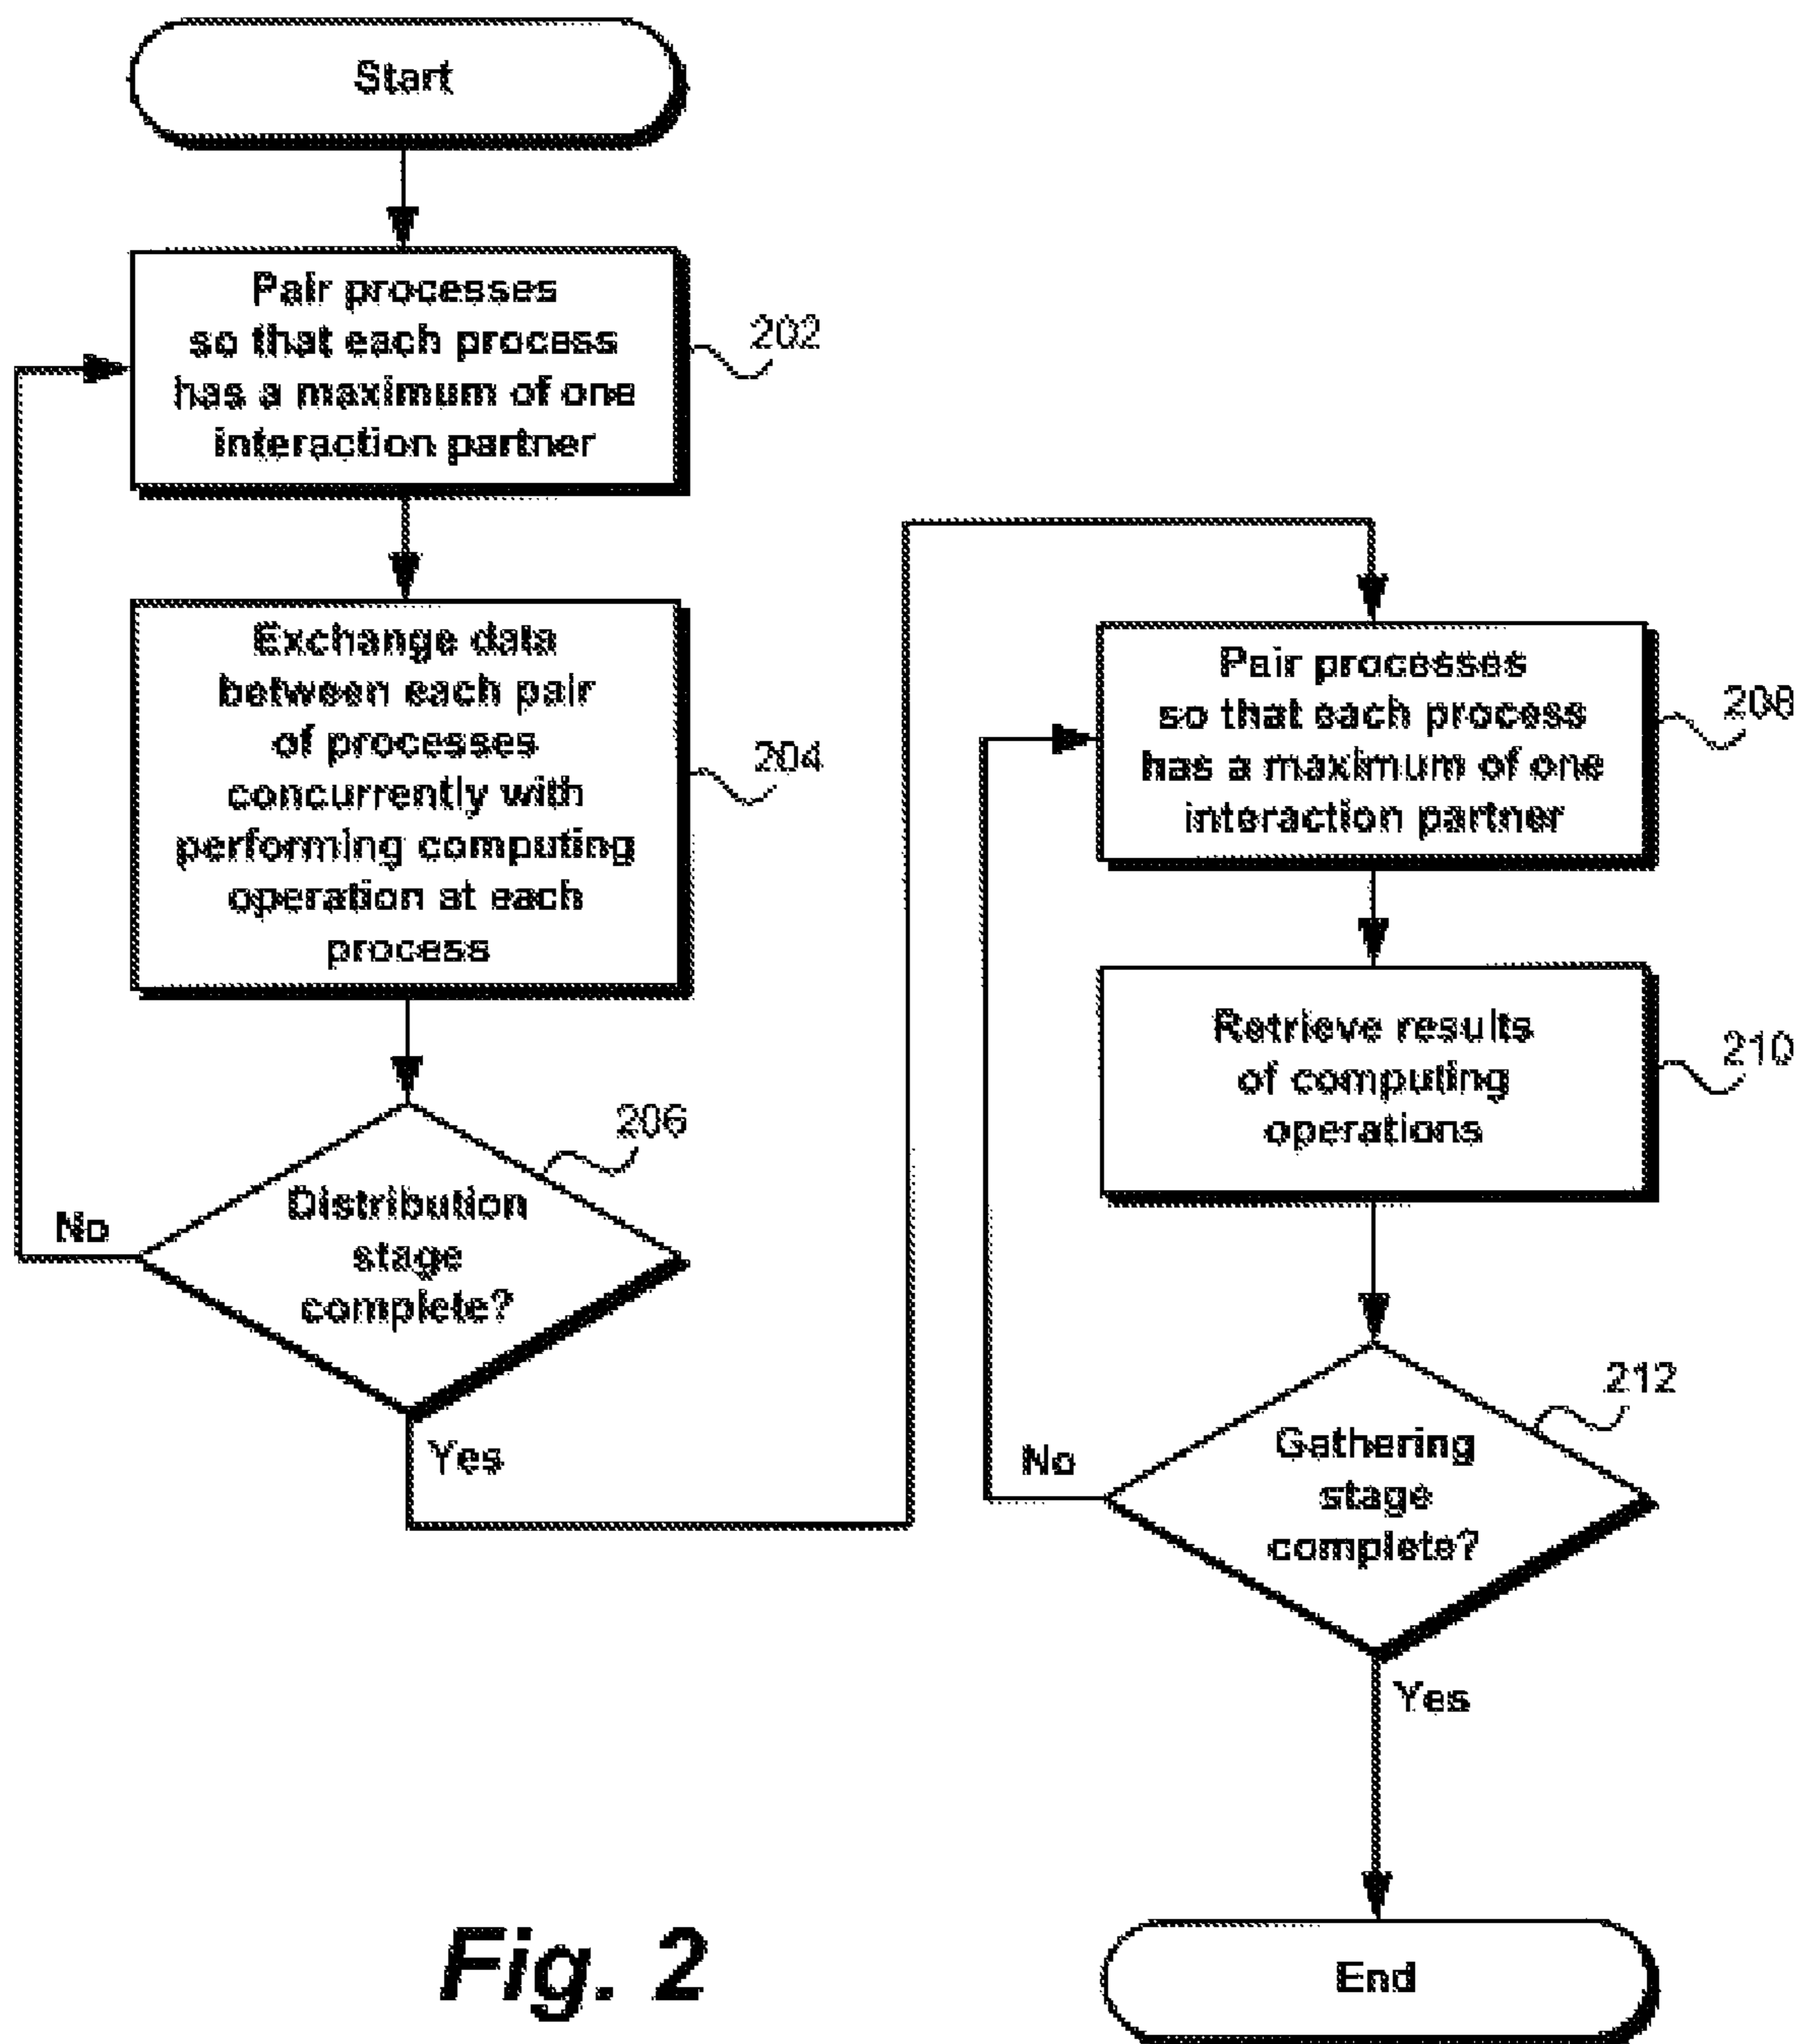 Start
Pair processes
so that each process
has a maximum of one
interaction partner
202
Exchange data
between each pair
of processes
concurrently with
performing computing
operation at each
process
204
206
Distribution
stage
complete?
No
Yes
Pair processes
so that each process
has a maximum of one
interaction partner
208
Retrieve results
of computing
operations
210
212
Gathering
stage
complete?
No
Yes
End
Fig. 2